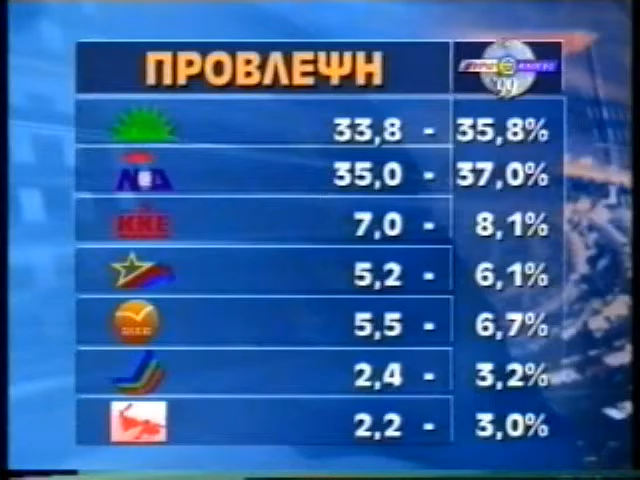 ΠΡΟΒΛΕΨΗ
'99
33,8 - 35,8%
ΝΔ 35,0 - 37,0%
ΚΚΕ 7,0 - 8,1%
5,2 - 6,1%
5,5 - 6,7%
2,4 - 3,2%
2,2 - 3,0%